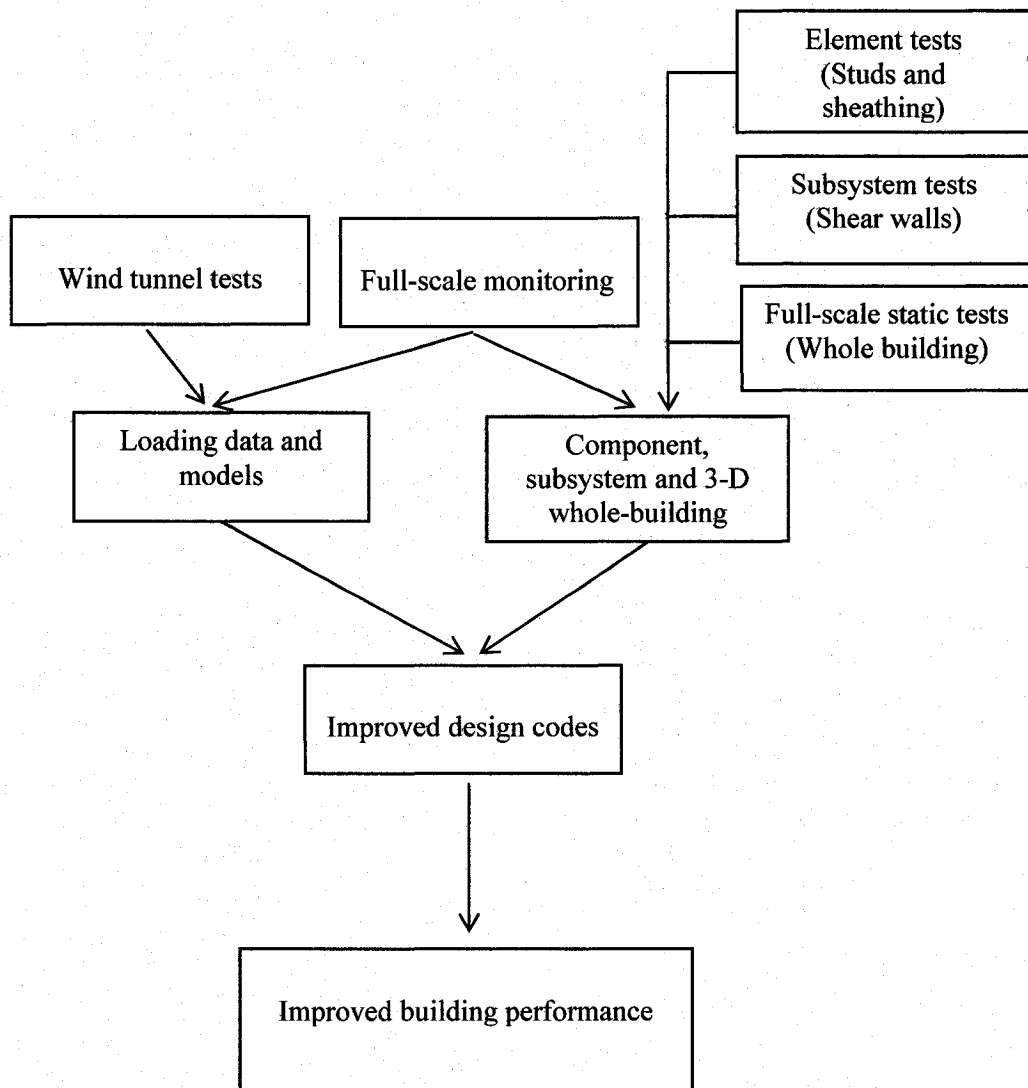 Element tests
(Studs and
sheathing)
Subsystem tests
(Shear walls)
Wind tunnel tests
Full-scale monitoring
Full-scale static tests
(Whole building)
Loading data and
models
Component,
subsystem and 3-D
whole-building
Improved design codes
Improved building performance